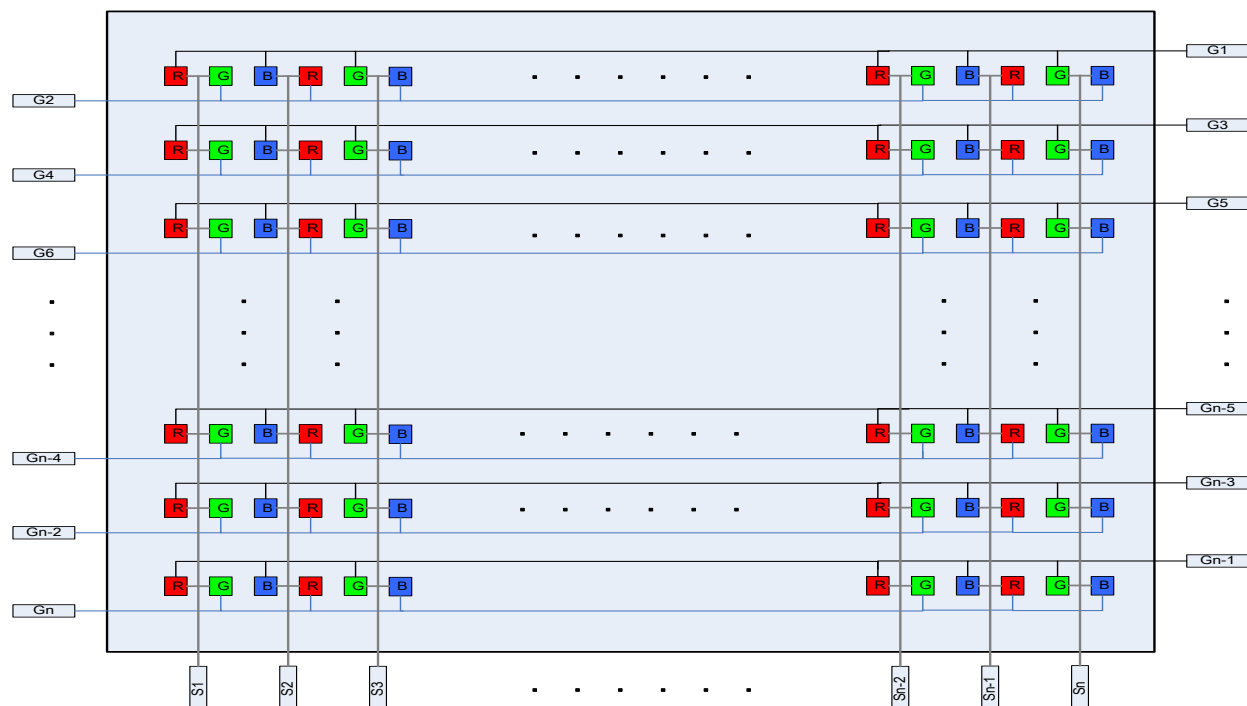 G1
R G B R G B R G B R G B
G2
G3
R G B R G B R G B R G B
G4
G5
R G B R G B R G B R G B
G6
Gn-5
R G B R G B R G B R G B
Gn-4
Gn-3
R G B R G B R G B R G B
Gn-2
Gn-1
R G B R G B R G B R G B
Gn
S1 S2 S3 Sn-2 Sn-1 Sn